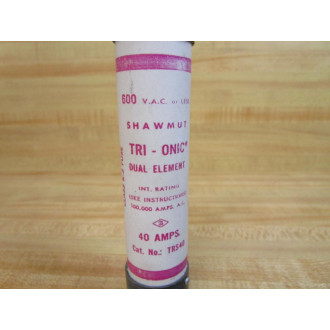 600 V.A.C. OR LESS
SHAWMUT
TRI-ONIC®
DUAL ELEMENT
INT. RATING
(SEE INSTRUCTIONS)
100,000 AMPS. A.C.
40 AMPS.
Cat. No.: TRS40